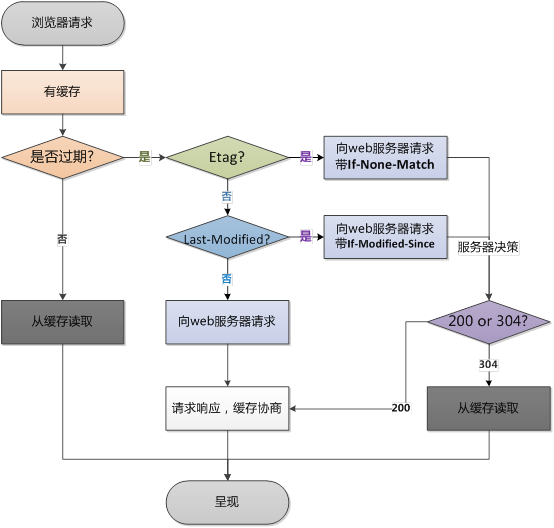 浏览器请求
有缓存
是否过期?
是
Etag?
是
向web服务器请求
带If-None-Match
否
否
Last-Modified?
是
向web服务器请求
带If-Modified-Since
服务器决策
否
从缓存读取
向web服务器请求
200 or 304?
304
请求响应，缓存协商
200
从缓存读取
呈现